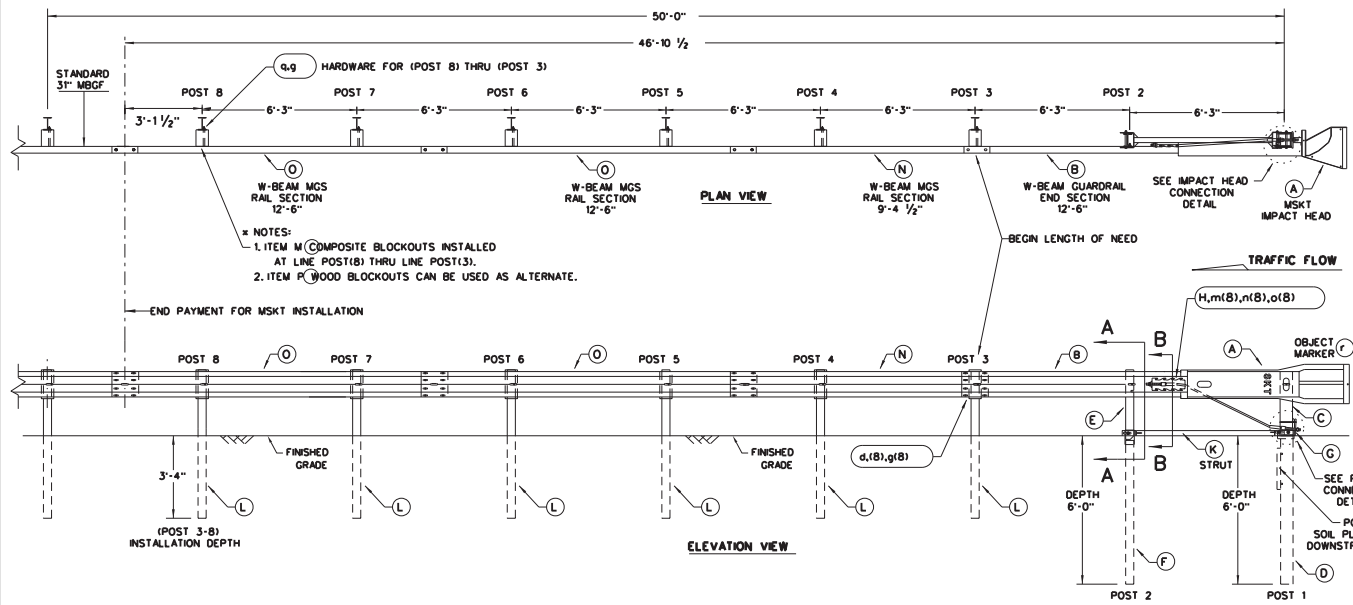 50'-0"
46'-10 1/2
q,g HARDWARE FOR (POST 8) THRU (POST 3)
STANDARD
31" MBGF
POST 8 POST 7 POST 6 POST 5 POST 4 POST 3 POST 2
3'-1 1/2" 6'-3" 6'-3" 6'-3" 6'-3" 6'-3" 6'-3" 6'-3"
O
W-BEAM MGS
RAIL SECTION
12'-6"
O
W-BEAM MGS
RAIL SECTION
12'-6"
PLAN VIEW
N
W-BEAM MGS
RAIL SECTION
9'-4 1/2"
B
W-BEAM GUARDRAIL
END SECTION
12'-6"
SEE IMPACT HEAD
CONNECTION
DETAIL
A
MSKT
IMPACT HEAD
* NOTES:
1. ITEM M COMPOSITE BLOCKOUTS INSTALLED
AT LINE POST(8) THRU LINE POST(3).
2. ITEM P WOOD BLOCKOUTS CAN BE USED AS ALTERNATE.
BEGIN LENGTH OF NEED
TRAFFIC FLOW
END PAYMENT FOR MSKT INSTALLATION
H,m(8),n(8),o(8)
A B
POST 8 O POST 7 POST 6 O POST 5 POST 4 N POST 3 B
A
OBJECT
MARKER r
SKT
E
C
FINISHED
GRADE
FINISHED
GRADE
d,(8),g(8)
K
STRUT
G
A B
3'-4"
(POST 3-8)
INSTALLATION DEPTH
L L L L L L
DEPTH
6'-0"
DEPTH
6'-0"
SEE
CONN
DE
SOIL PL
DOWNST
ELEVATION VIEW
F
D
POST 2 POST 1